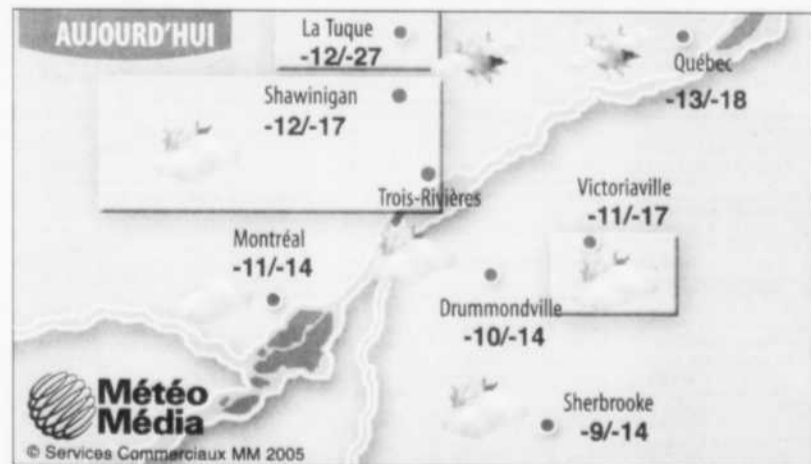 AUJOURD'HUI
La Tuque
-12/-27
Québec
-13/-18
Shawinigan
-12/-17
Trois-Rivières
Victoriaville
-11/-17
Montréal
-11/-14
Drummondville
-10/-14
Sherbrooke
-9/-14
Météo
Média
© Services Commerciaux MM 2005